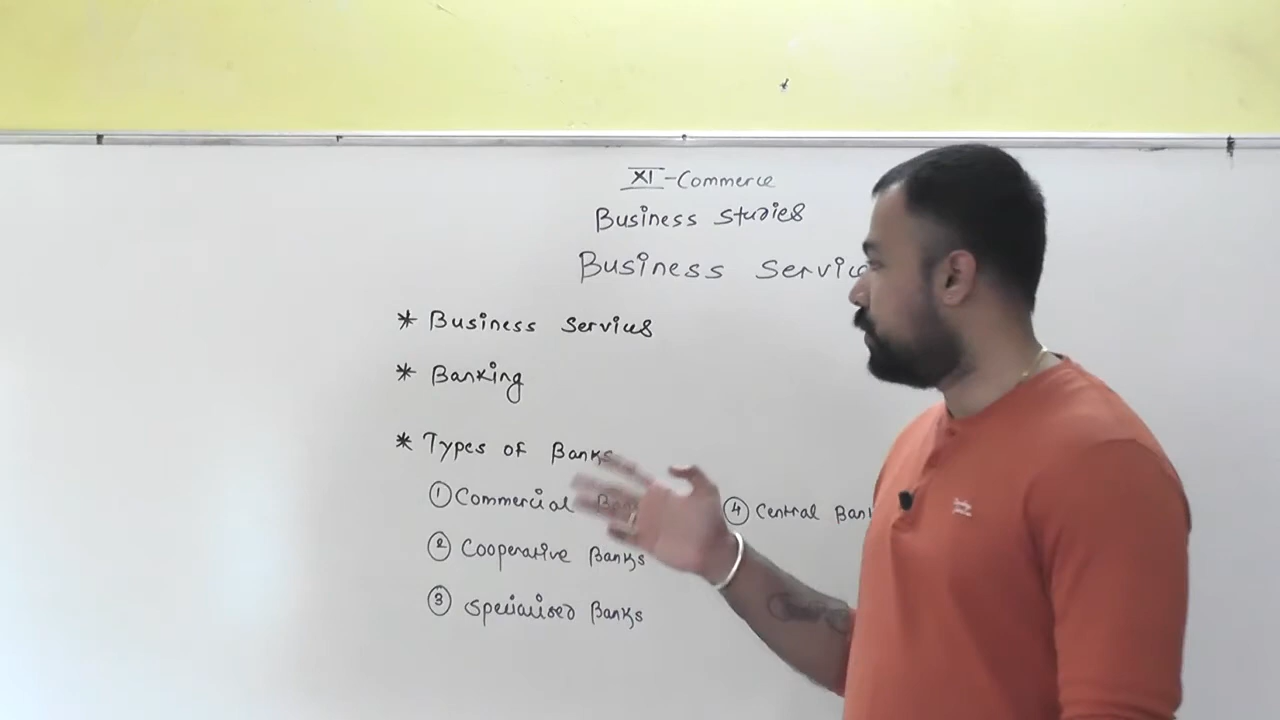 XI-Commerce
Business Studies
Business Servic
* Business Services
* Banking
* Types of Banks
① Commercial Ban
④ Central Ban
② Cooperative Banks
③ Specialised Banks